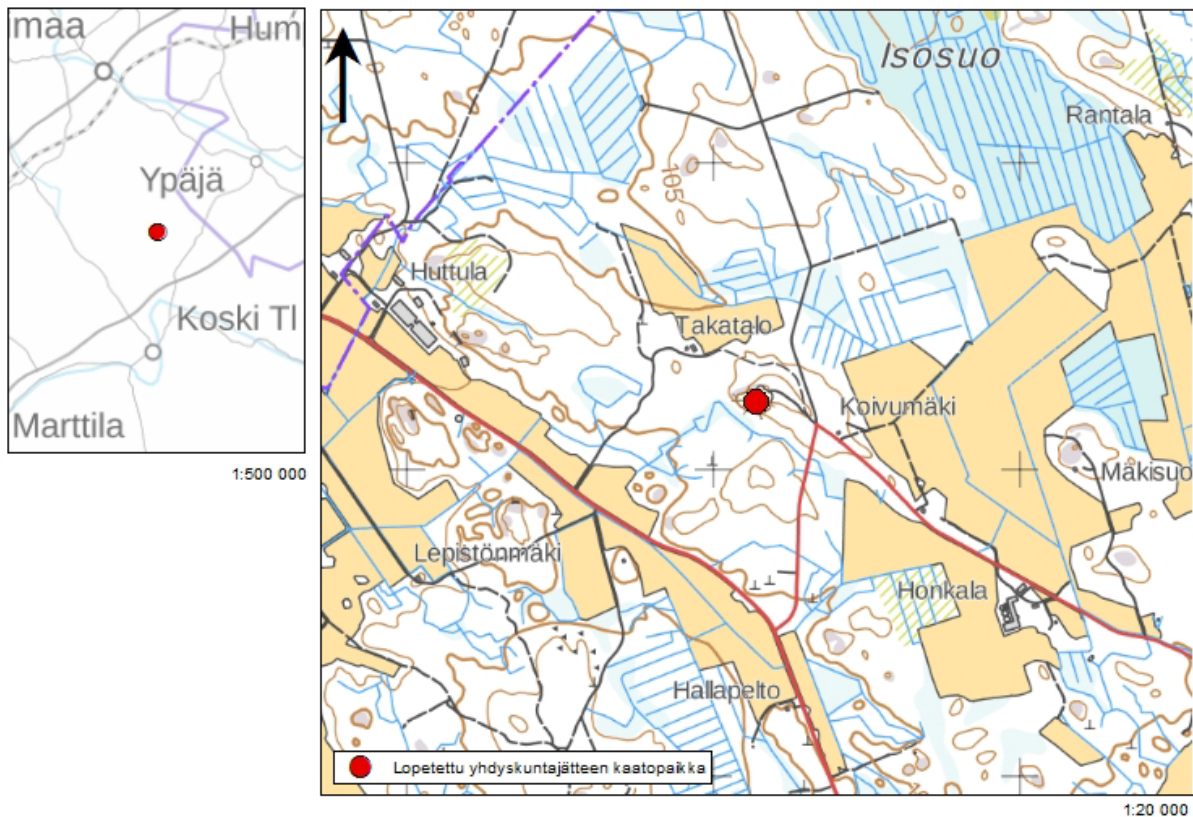 imaa
Hum
Ypäjä
Koski Tl
Marttila
1:500 000
Isosuo
Rantala
105
Huttula
Takatalo
Koivumäki
Mäkisuo
Lepistönmäki
Honkala
Hallapelto
Lopetettu yhdyskuntajätteen kaatopaikka
1:20 000